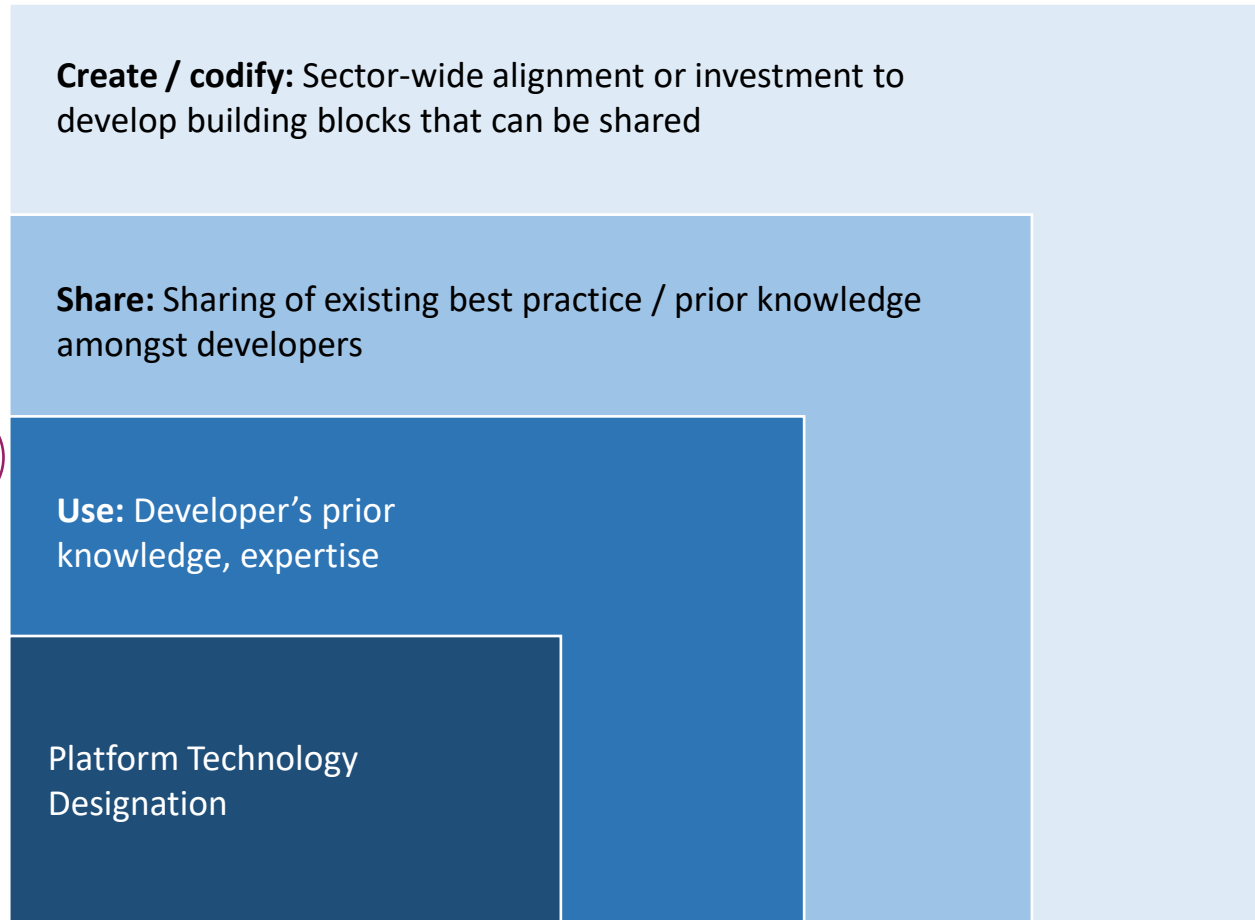 Create / codify: Sector-wide alignment or investment to
develop building blocks that can be shared
Share: Sharing of existing best practice / prior knowledge
amongst developers
Use: Developer’s prior
knowledge, expertise
Platform Technology
Designation